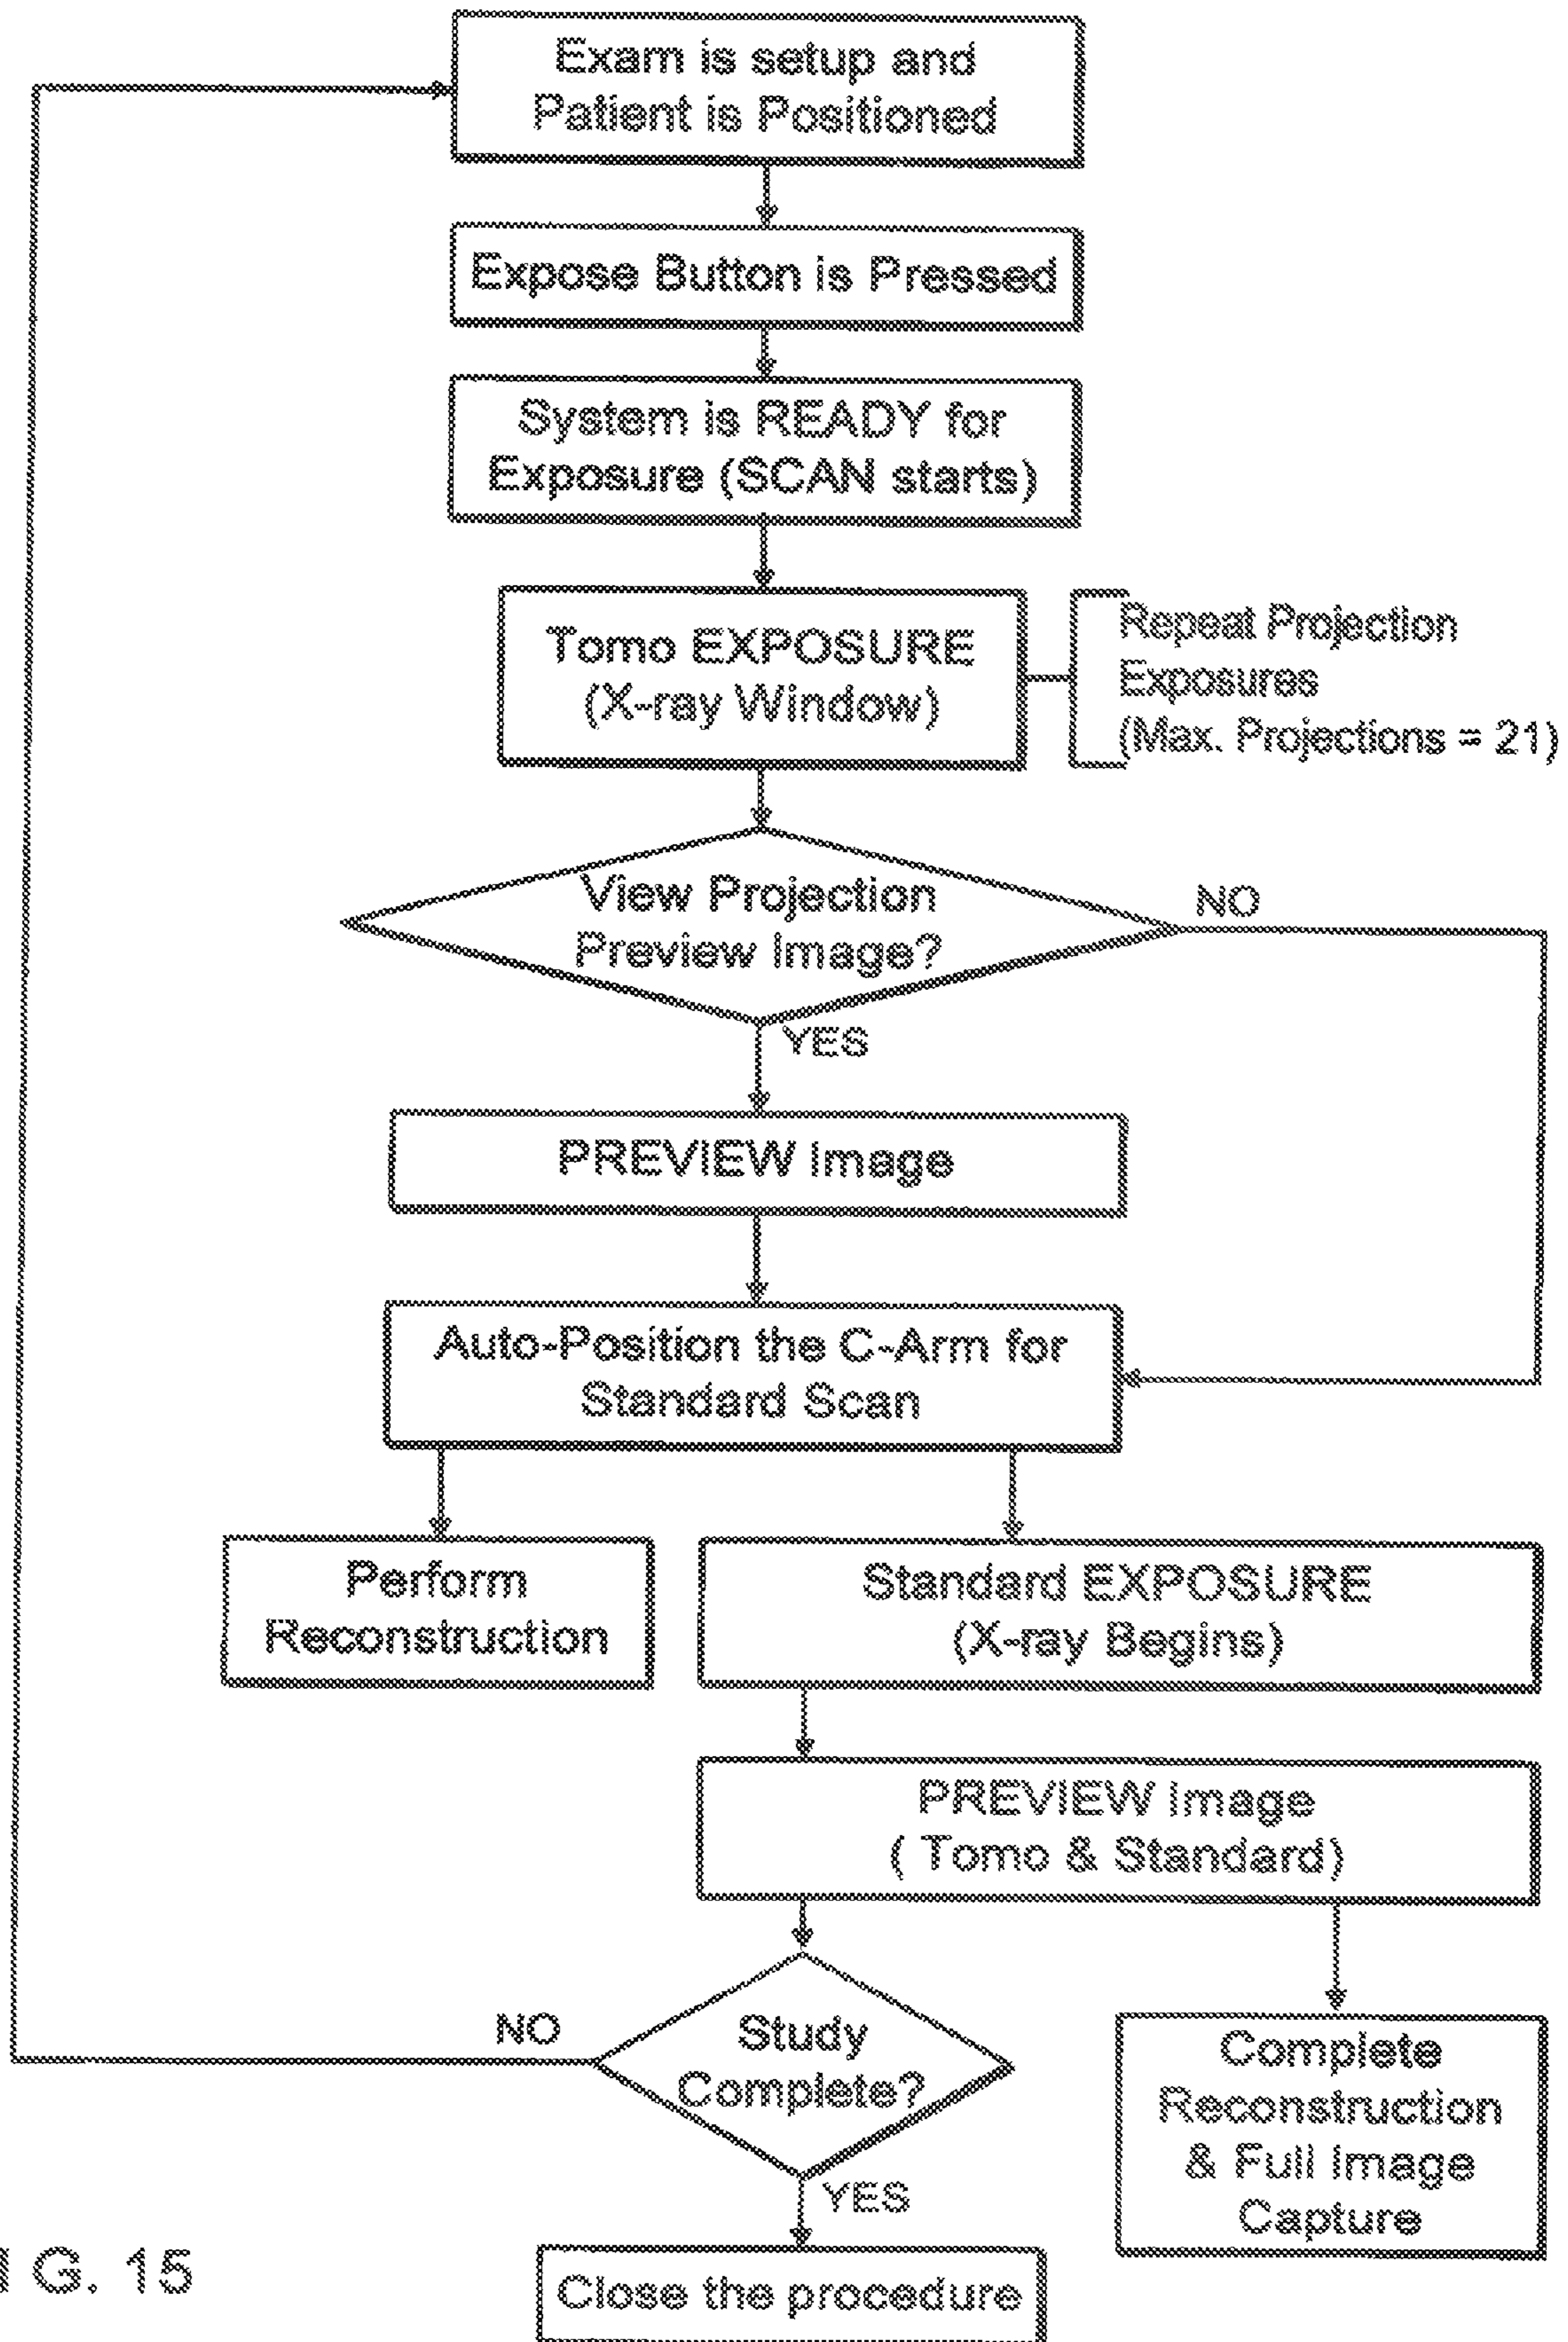 Exam is setup and
Patient is Positioned
Expose Button is Pressed
System is READY for
Exposure (SCAN starts)
Tomo EXPOSURE
(X-ray Window)
Repeat Projection
Exposures
(Max. Projections = 21)
View Projection
Preview Image?
NO
YES
PREVIEW Image
Auto-Position the C-Arm for
Standard Scan
Perform
Reconstruction
Standard EXPOSURE
(X-ray Begins)
PREVIEW Image
( Tomo & Standard)
NO
Study
Complete?
YES
Complete
Reconstruction
& Full Image
Capture
Close the procedure
I G. 15